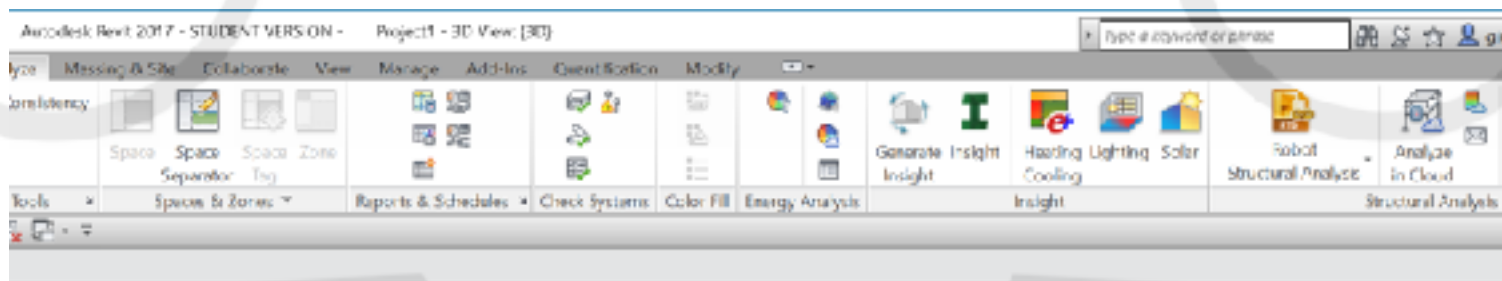 Autodesk Revit 2017 - STUDENT VERSION - Project1 - 3D View: {3D} Type a keyword or phrase
lyze Massing & Site Collaborate View Manage Add-Ins Quantification Modify
Consistency
Space Space Space Zone Generate Insight Heating Lighting Solar Robot Analyze
Separator Tag Insight Cooling Structural Analysis in Cloud
Tools Spaces & Zones Reports & Schedules Check Systems Color Fill Energy Analysis Insight Structural Analysis